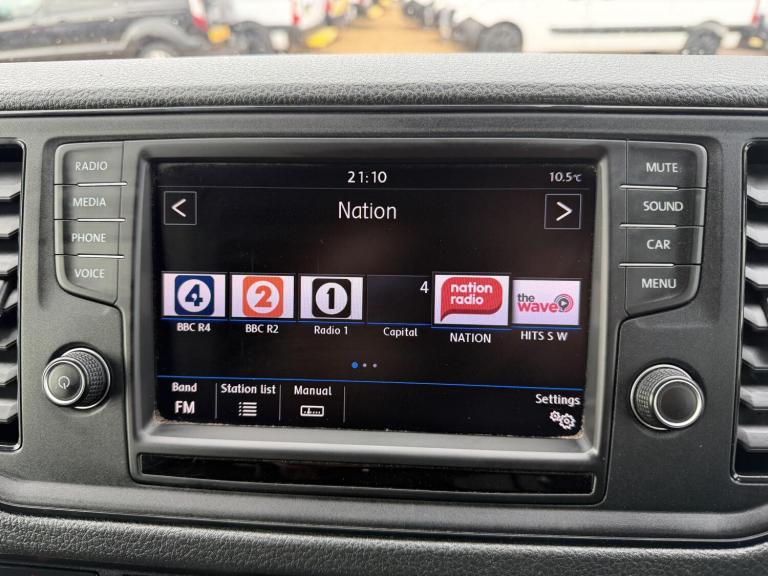 RADIO
MEDIA
PHONE
VOICE
21:10
10.5°C
<
Nation
>
MUTE
SOUND
CAR
MENU
4
2
1
4
nation
radio
the
wave
BBC R4
BBC R2
Radio 1
Capital
NATION
HITS S W
Band
FM
Station list
Manual
Settings